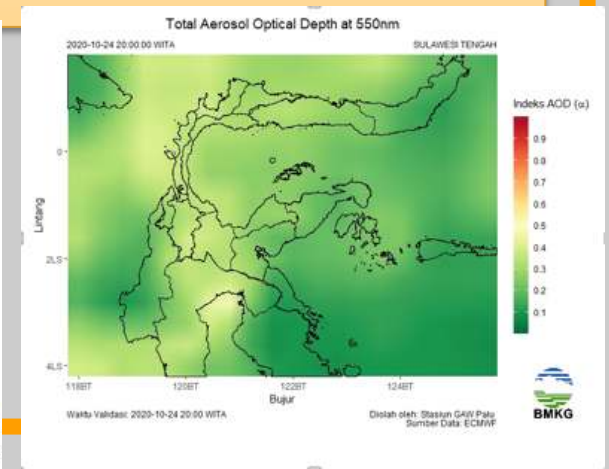 Total Aerosol Optical Depth at 550nm
2020-10-24 20:00:00 WITA
SULAWESI TENGAH
Indeks AOD (α)
0.9
0.8
0.7
0.6
0.5
0.4
0.3
0.2
0.1
Lintang
0
2LS
4LS
118BT
120BT
122BT
124BT
Bujur
Waktu Validasi: 2020-10-24 20:00 WITA
Diolah oleh: Stasiun GAW Palu
Sumber Data: ECMWF
BMKG